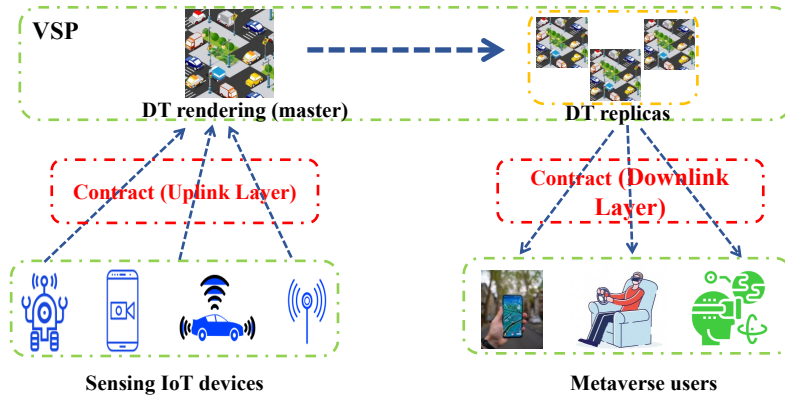 VSP
DT rendering (master)
DT replicas
Contract (Uplink Layer)
Contract (Downlink
Layer)
Sensing IoT devices
Metaverse users